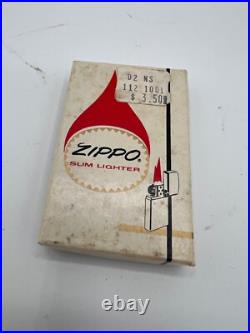 D2 NS
112 1001
$ 3.50
ZIPPO.
SLIM LIGHTER